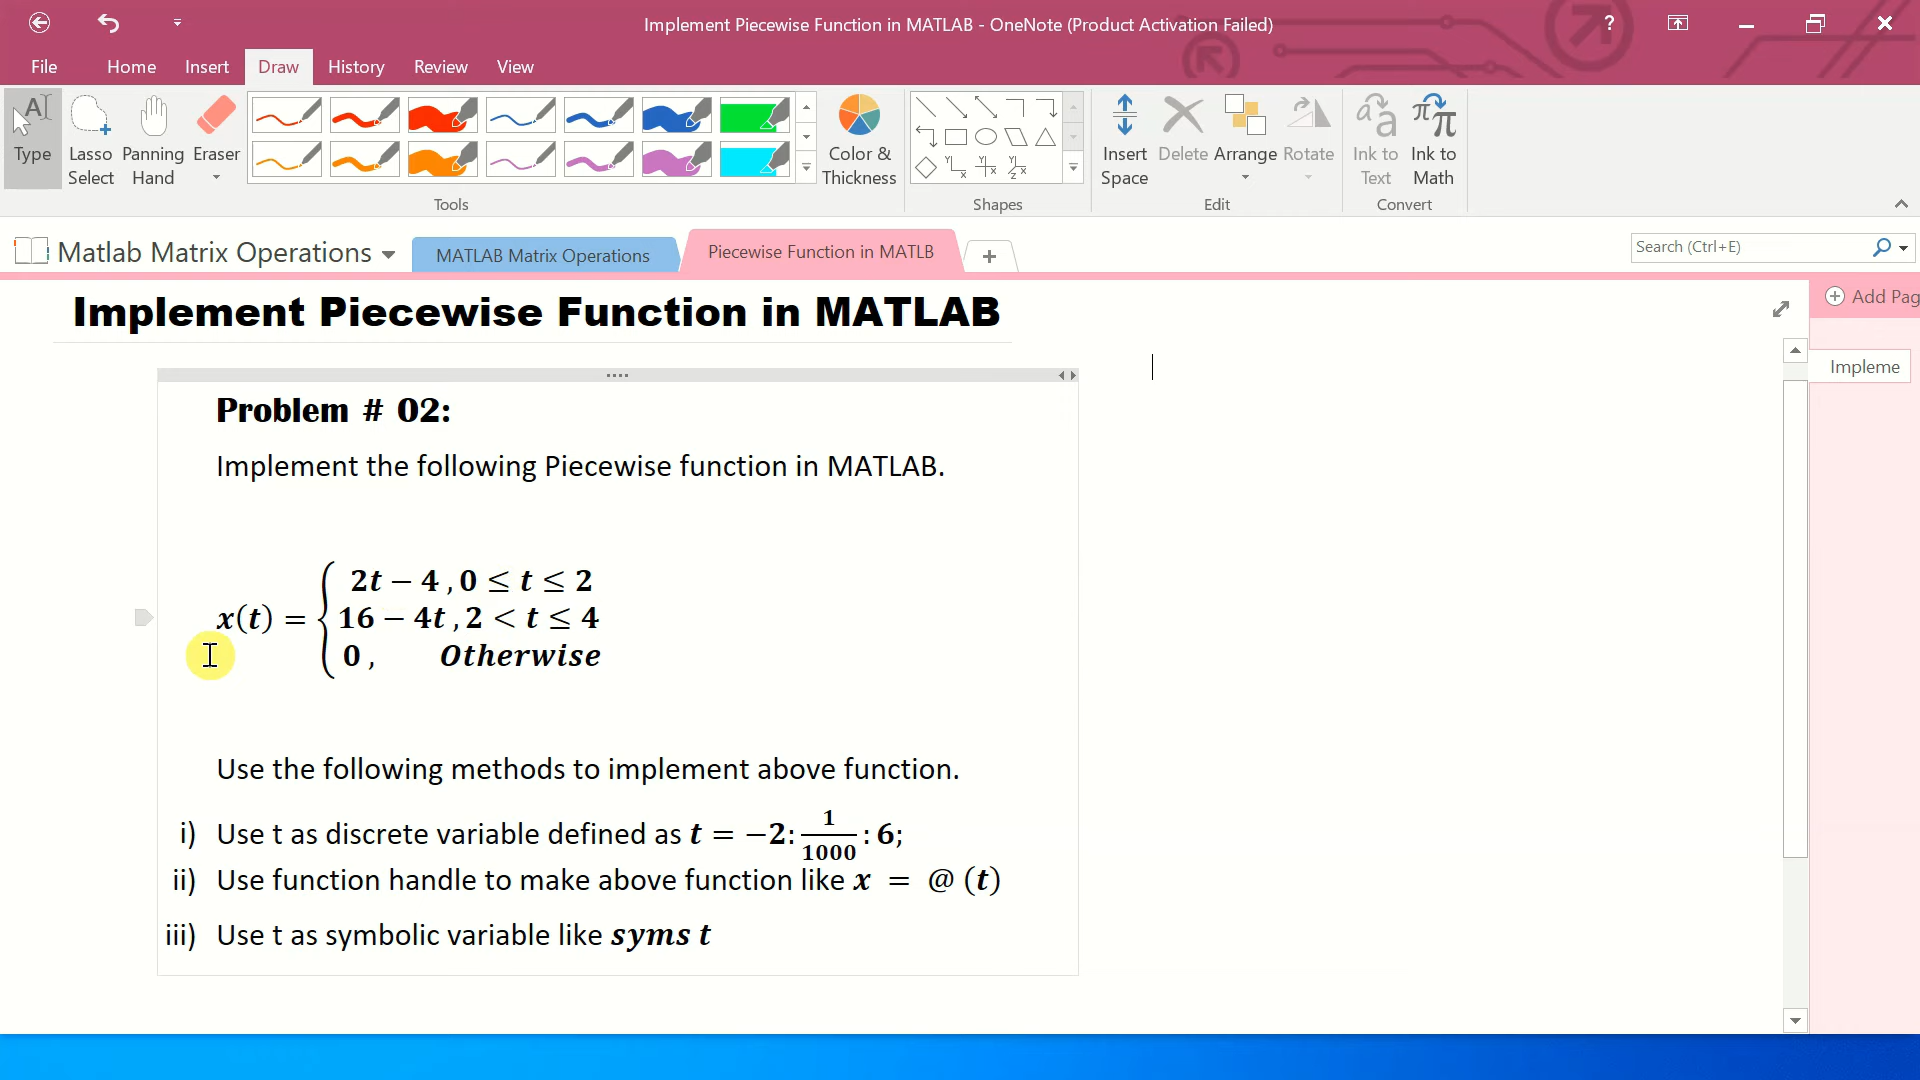 Implement Piecewise Function in MATLAB - OneNote (Product Activation Failed)
?
File Home Insert Draw History Review View
Type
Lasso Select
Panning Hand
Eraser
Color & Thickness
Insert Space
Delete
Arrange
Rotate
Ink to Text
Ink to Math
Tools
Shapes
Edit
Convert
Matlab Matrix Operations
MATLAB Matrix Operations
Piecewise Function in MATLB
Search (Ctrl+E)
Implement Piecewise Function in MATLAB
Add Pag
Impleme
Problem # 02:
Implement the following Piecewise function in MATLAB.
x(t) = { 2t − 4 , 0 ≤ t ≤ 2
16 − 4t , 2 < t ≤ 4
0 , Otherwise
Use the following methods to implement above function.
i) Use t as discrete variable defined as t = −2: 1/1000 : 6;
ii) Use function handle to make above function like x = @ (t)
iii) Use t as symbolic variable like syms t